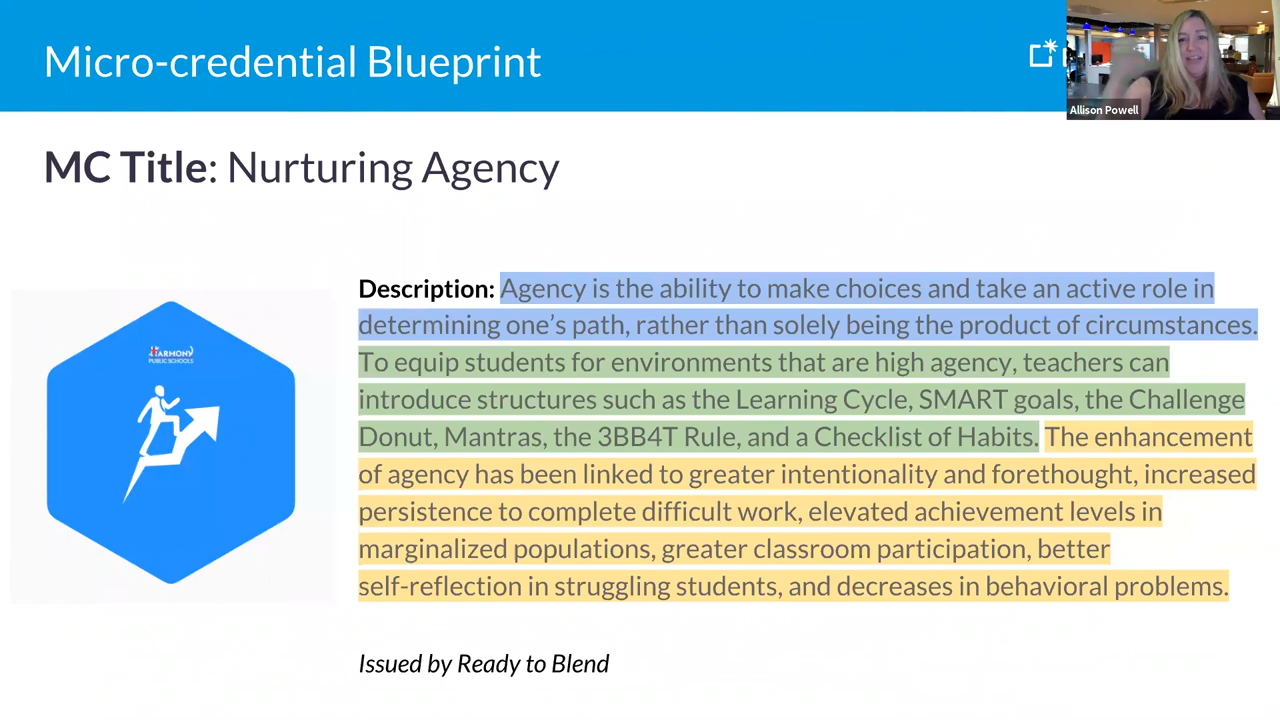 Micro-credential Blueprint
Allison Powell
MC Title: Nurturing Agency
HARMONY
PUBLIC SCHOOLS
Description: Agency is the ability to make choices and take an active role in
determining one’s path, rather than solely being the product of circumstances.
To equip students for environments that are high agency, teachers can
introduce structures such as the Learning Cycle, SMART goals, the Challenge
Donut, Mantras, the 3BB4T Rule, and a Checklist of Habits. The enhancement
of agency has been linked to greater intentionality and forethought, increased
persistence to complete difficult work, elevated achievement levels in
marginalized populations, greater classroom participation, better
self-reflection in struggling students, and decreases in behavioral problems.
Issued by Ready to Blend